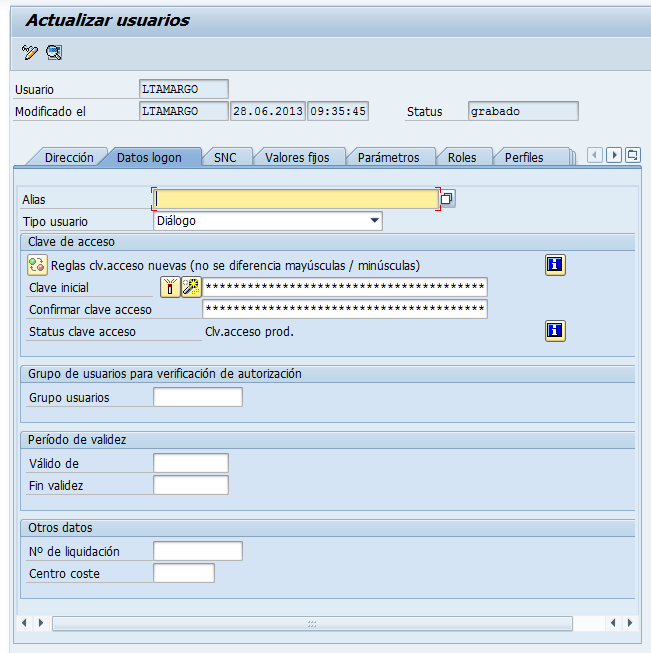 Actualizar usuarios
Usuario LTAMARGO
Modificado el LTAMARGO 28.06.2013 09:35:45 Status grabado
Dirección Datos logon SNC Valores fijos Parámetros Roles Perfiles
Alias
Tipo usuario Diálogo
Clave de acceso
Reglas clv.acceso nuevas (no se diferencia mayúsculas / minúsculas)
Clave inicial ****************************************
Confirmar clave acceso ****************************************
Status clave acceso Clv.acceso prod.
Grupo de usuarios para verificación de autorización
Grupo usuarios
Período de validez
Válido de
Fin validez
Otros datos
Nº de liquidación
Centro coste